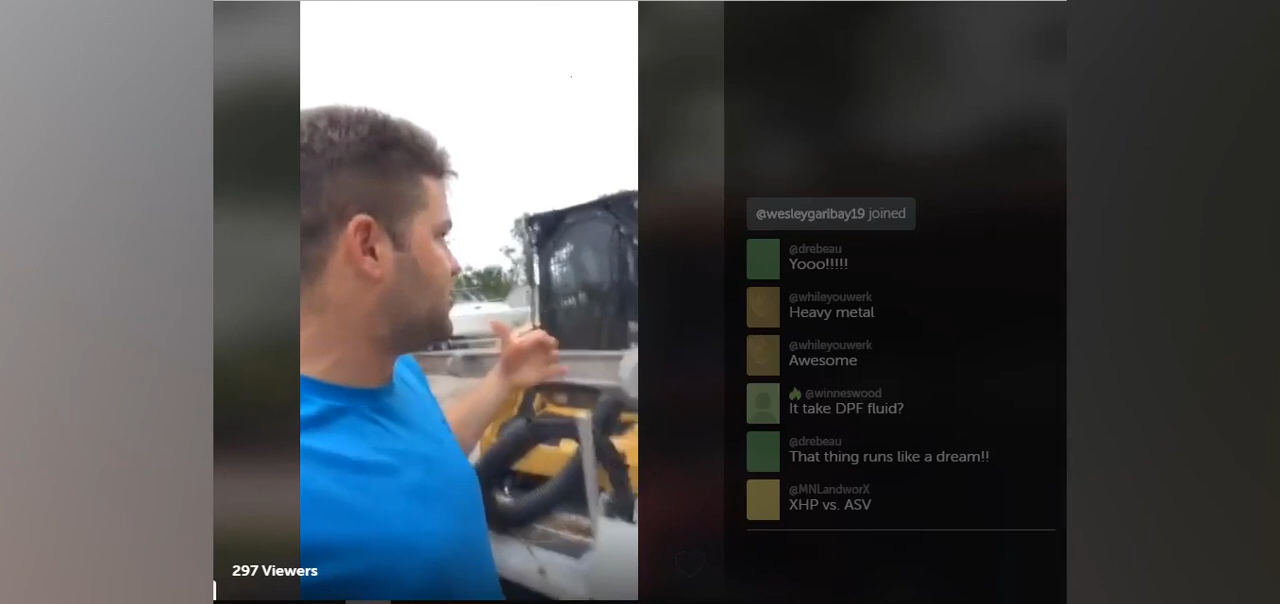 @wesleygaribay19 joined
@drebeau
Yooo!!!!!
@whileyouwerk
Heavy metal
@whileyouwerk
Awesome
@winneswood
It take DPF fluid?
@drebeau
That thing runs like a dream!!
@MNLandworX
XHP vs. ASV
297 Viewers